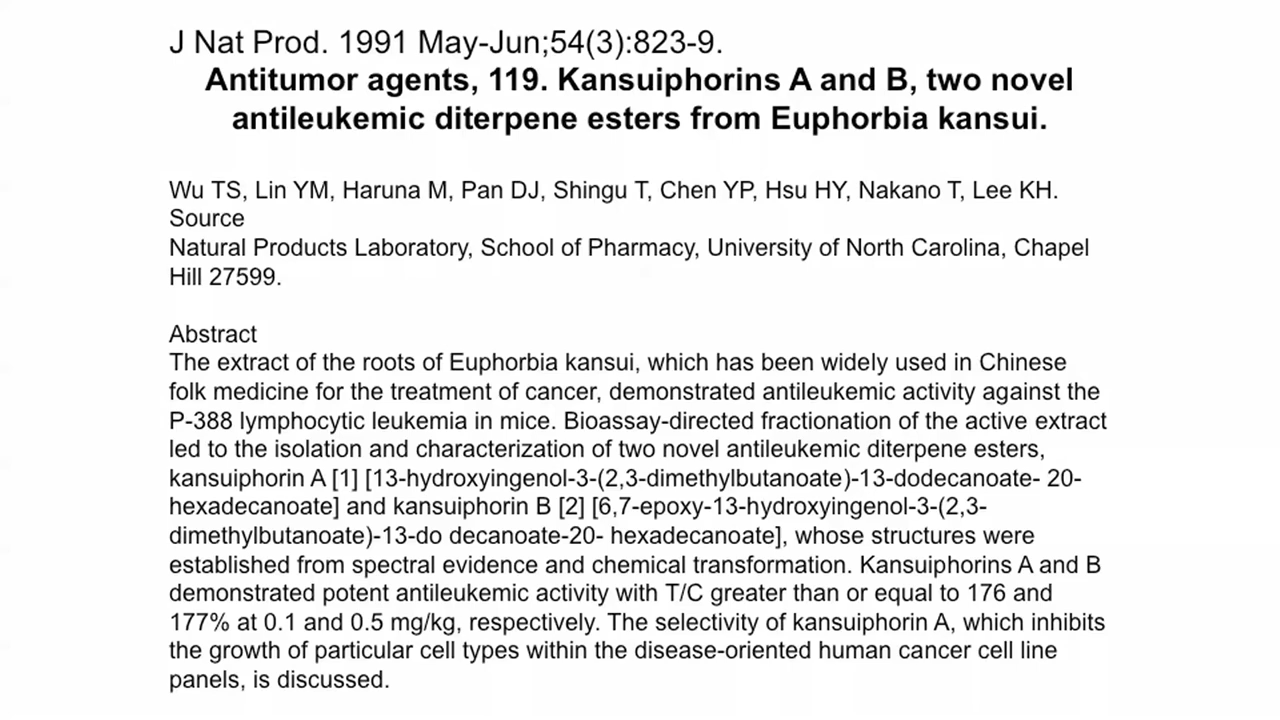 J Nat Prod. 1991 May-Jun;54(3):823-9.
Antitumor agents, 119. Kansuiphorins A and B, two novel
antileukemic diterpene esters from Euphorbia kansui.
Wu TS, Lin YM, Haruna M, Pan DJ, Shingu T, Chen YP, Hsu HY, Nakano T, Lee KH.
Source
Natural Products Laboratory, School of Pharmacy, University of North Carolina, Chapel
Hill 27599.
Abstract
The extract of the roots of Euphorbia kansui, which has been widely used in Chinese
folk medicine for the treatment of cancer, demonstrated antileukemic activity against the
P-388 lymphocytic leukemia in mice. Bioassay-directed fractionation of the active extract
led to the isolation and characterization of two novel antileukemic diterpene esters,
kansuiphorin A [1] [13-hydroxyingenol-3-(2,3-dimethylbutanoate)-13-dodecanoate- 20-
hexadecanoate] and kansuiphorin B [2] [6,7-epoxy-13-hydroxyingenol-3-(2,3-
dimethylbutanoate)-13-do decanoate-20- hexadecanoate], whose structures were
established from spectral evidence and chemical transformation. Kansuiphorins A and B
demonstrated potent antileukemic activity with T/C greater than or equal to 176 and
177% at 0.1 and 0.5 mg/kg, respectively. The selectivity of kansuiphorin A, which inhibits
the growth of particular cell types within the disease-oriented human cancer cell line
panels, is discussed.